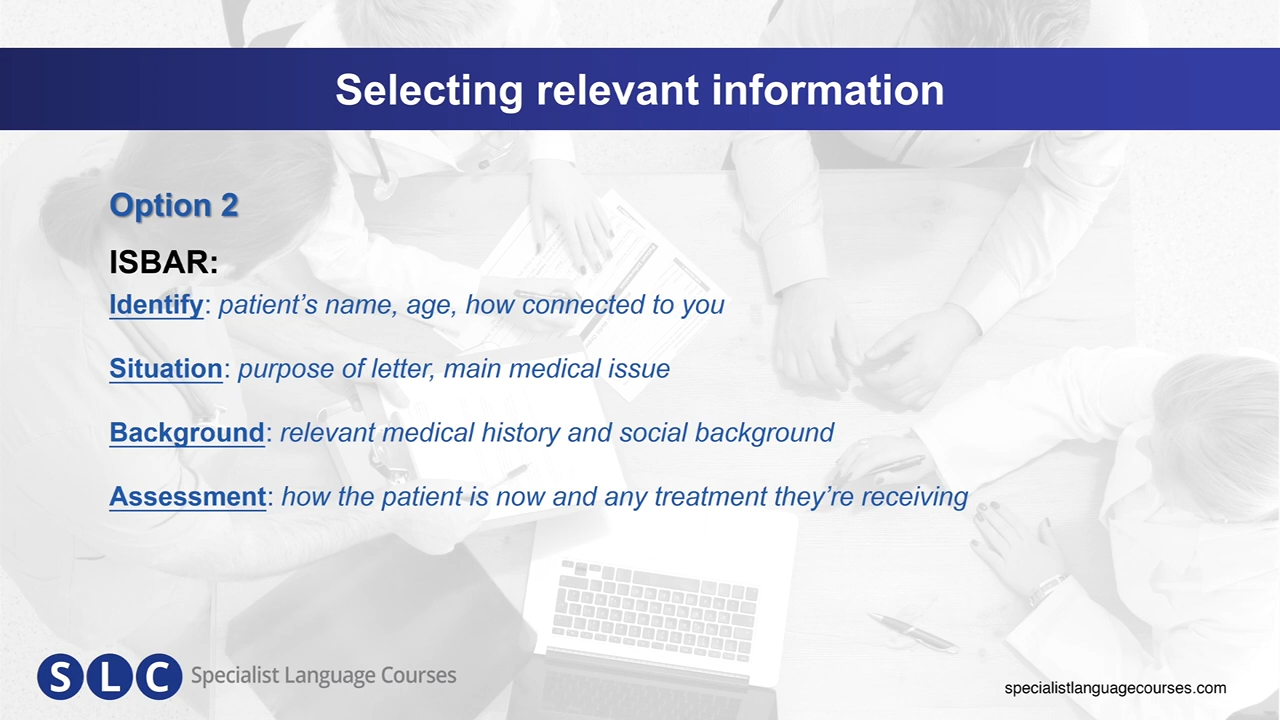 Selecting relevant information
Option 2
ISBAR:
Identify: patient’s name, age, how connected to you
Situation: purpose of letter, main medical issue
Background: relevant medical history and social background
Assessment: how the patient is now and any treatment they’re receiving
SLC Specialist Language Courses
specialistlanguagecourses.com